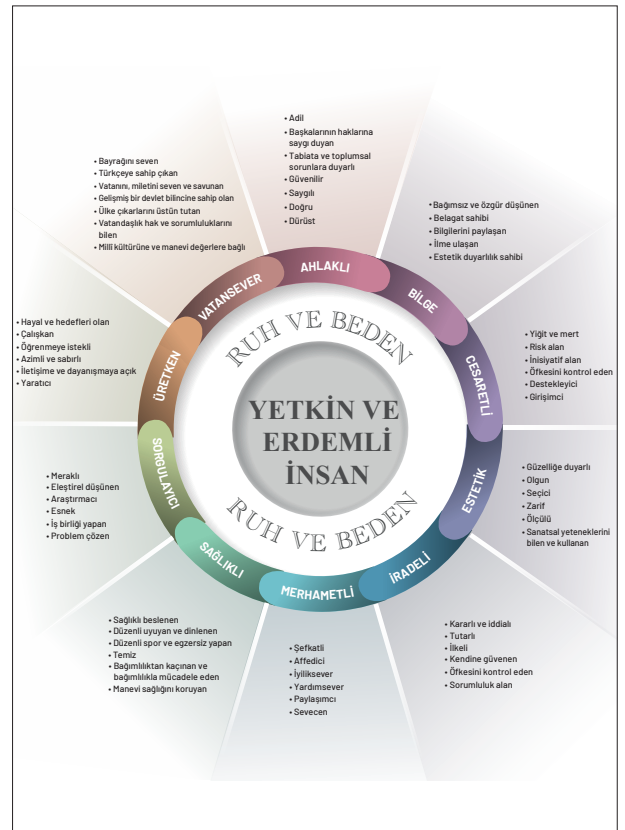 • Adil
• Başkalarının haklarına
saygı duyan
• Tabiata ve toplumsal
sorunlara duyarlı
• Güvenilir
• Saygılı
• Doğru
• Dürüst
• Bayrağını seven
• Türkçeye sahip çıkan
• Vatanını, miletini seven ve savunan
• Gelişmiş bir devlet bilincine sahip olan
• Ülke çıkarlarını üstün tutan
• Vatandaşlık hak ve sorumluluklarını
bilen
• Millî kültürüne ve manevi değerlere bağlı
• Bağımsız ve özgür düşünen
• Belagat sahibi
• Bilgilerini paylaşan
• İlme ulaşan
• Estetik duyarlılık sahibi
• Hayal ve hedefleri olan
• Çalışkan
• Öğrenmeye istekli
• Azimli ve sabırlı
• İletişime ve dayanışmaya açık
• Yaratıcı
• Yiğit ve mert
• Risk alan
• İnisiyatif alan
• Öfkesini kontrol eden
• Destekleyici
• Girişimci
AHLAKLI
BİLGE
CESARETLİ
ESTETİK
İRADELİ
MERHAMETLİ
SAĞLIKLI
SORGULAYICI
ÜRETKEN
VATANSEVER
RUH VE BEDEN
YETKİN VE
ERDEMLİ
İNSAN
RUH VE BEDEN
• Meraklı
• Eleştirel düşünen
• Araştırmacı
• Esnek
• İş birliği yapan
• Problem çözen
• Güzelliğe duyarlı
• Olgun
• Seçici
• Zarif
• Ölçülü
• Sanatsal yeteneklerini
bilen ve kullanan
• Sağlıklı beslenen
• Düzenli uyuyan ve dinlenen
• Düzenli spor ve egzersiz yapan
• Temiz
• Bağımlılıktan kaçınan ve
bağımlılıkla mücadele eden
• Manevi sağlığını koruyan
• Şefkatli
• Affedici
• İyiliksever
• Yardımsever
• Paylaşımcı
• Sevecen
• Kararlı ve iddialı
• Tutarlı
• İlkeli
• Kendine güvenen
• Öfkesini kontrol eden
• Sorumluluk alan